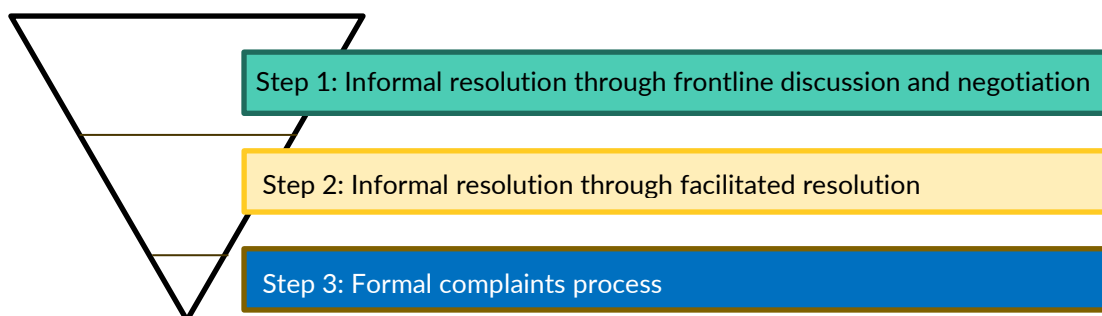 Step 1: Informal resolution through frontline discussion and negotiation
Step 2: Informal resolution through facilitated resolution
Step 3: Formal complaints process